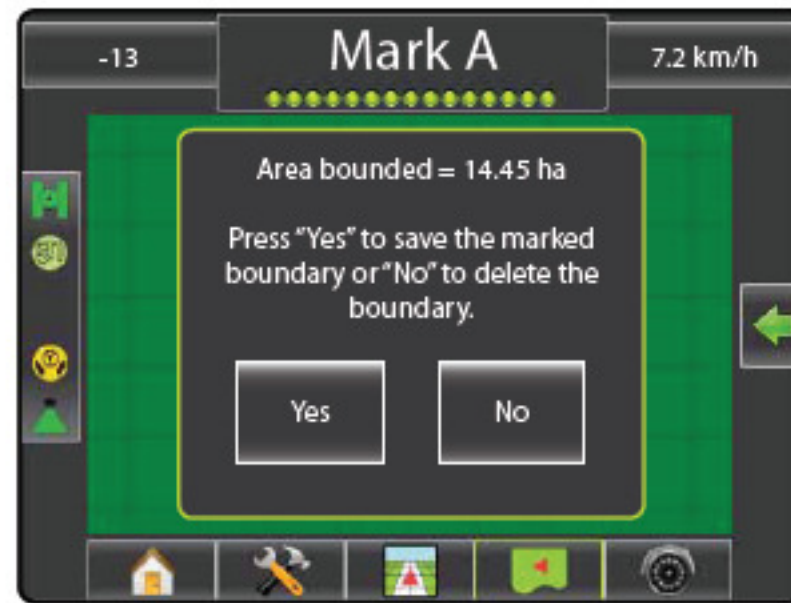 -13
Mark A
7.2 km/h
Area bounded = 14.45 ha
Press “Yes” to save the marked
boundary or “No” to delete the
boundary.
Yes
No